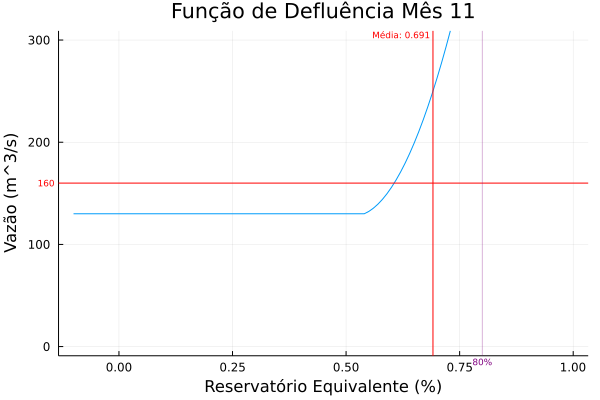 Função de Defluência Mês 11
Vazão (m^3/s)
300
200
160
100
0
Média: 0.691
0.00
0.25
0.50
0.75
80%
1.00
Reservatório Equivalente (%)